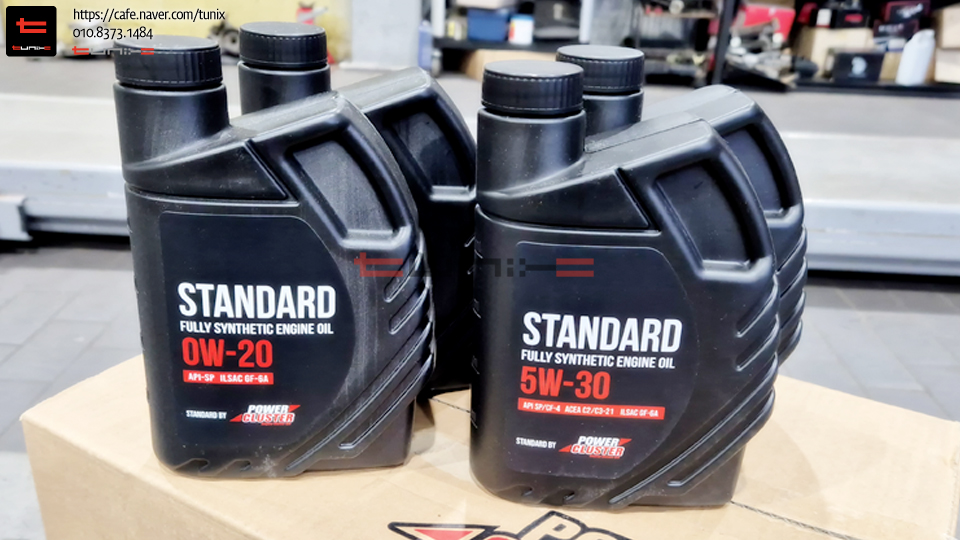 https://cafe.naver.com/tunix
010.8373.1484
tunix
STANDARD
FULLY SYNTHETIC ENGINE OIL
0W-20
API-SP ILSAC GF-6A
STANDARD BY POWER CLUSTER
STANDARD
FULLY SYNTHETIC ENGINE OIL
5W-30
API SP/CF-4 ACEA C2/C3-21 ILSAC GF-6A
STANDARD BY POWER CLUSTER